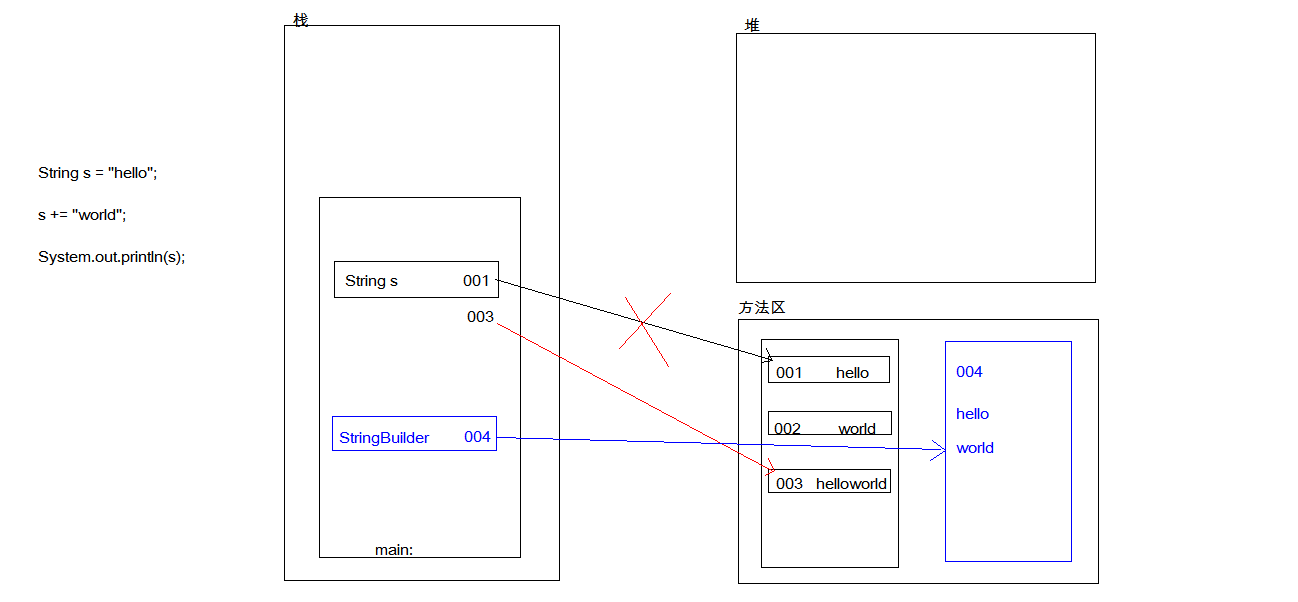 String s = "hello";
s += "world";
System.out.println(s);
栈
String s 001
003
StringBuilder 004
main:
堆
方法区
001 hello
002 world
003 helloworld
004
hello
world